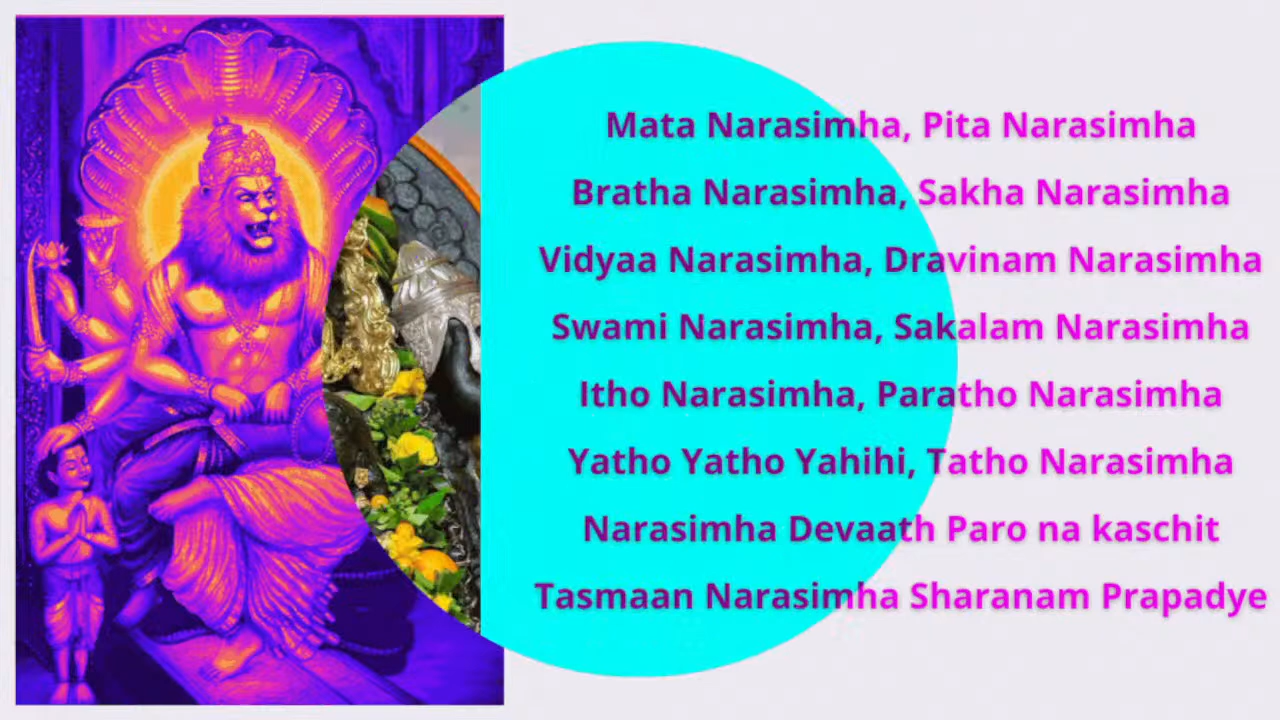 Mata Narasimha, Pita Narasimha
Bratha Narasimha, Sakha Narasimha
Vidyaa Narasimha, Dravinam Narasimha
Swami Narasimha, Sakalam Narasimha
Itho Narasimha, Paratho Narasimha
Yatho Yatho Yahihi, Tatho Narasimha
Narasimha Devaath Paro na kaschit
Tasmaan Narasimha Sharanam Prapadye